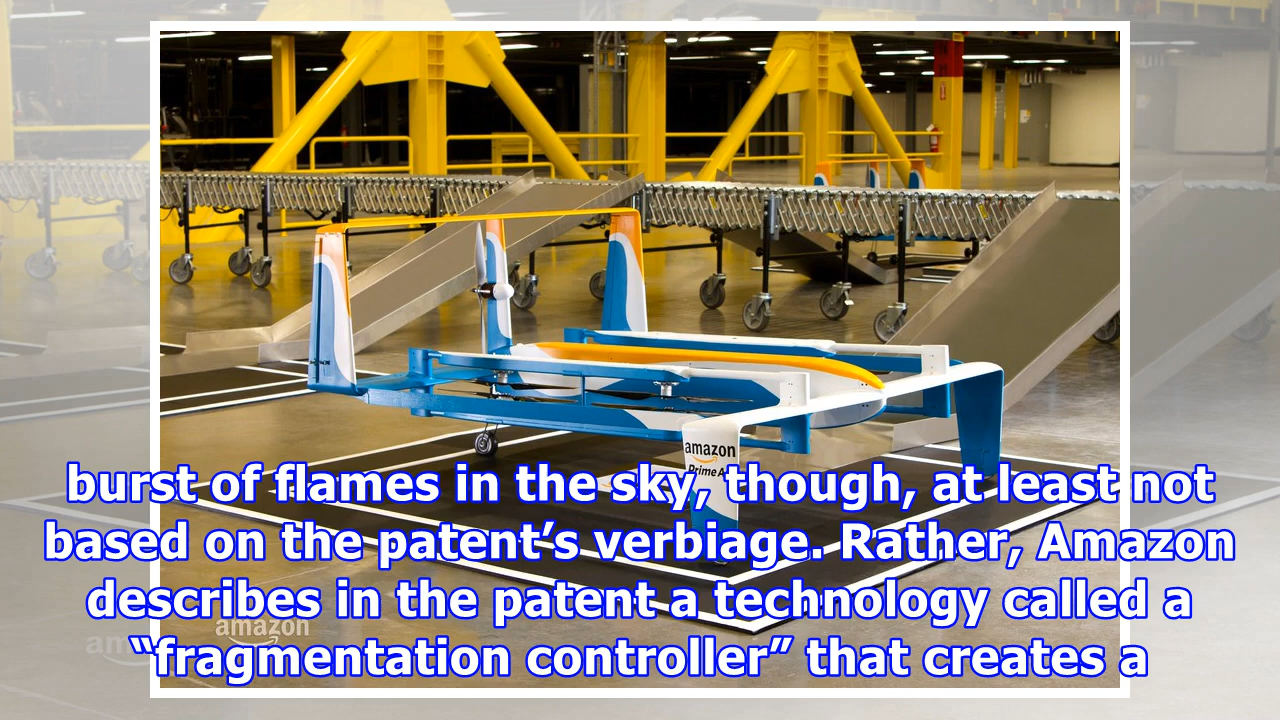 amazon
Prime A
burst of flames in the sky, though, at least not
based on the patent’s verbiage. Rather, Amazon
describes in the patent a technology called a
amazon
“fragmentation controller” that creates a